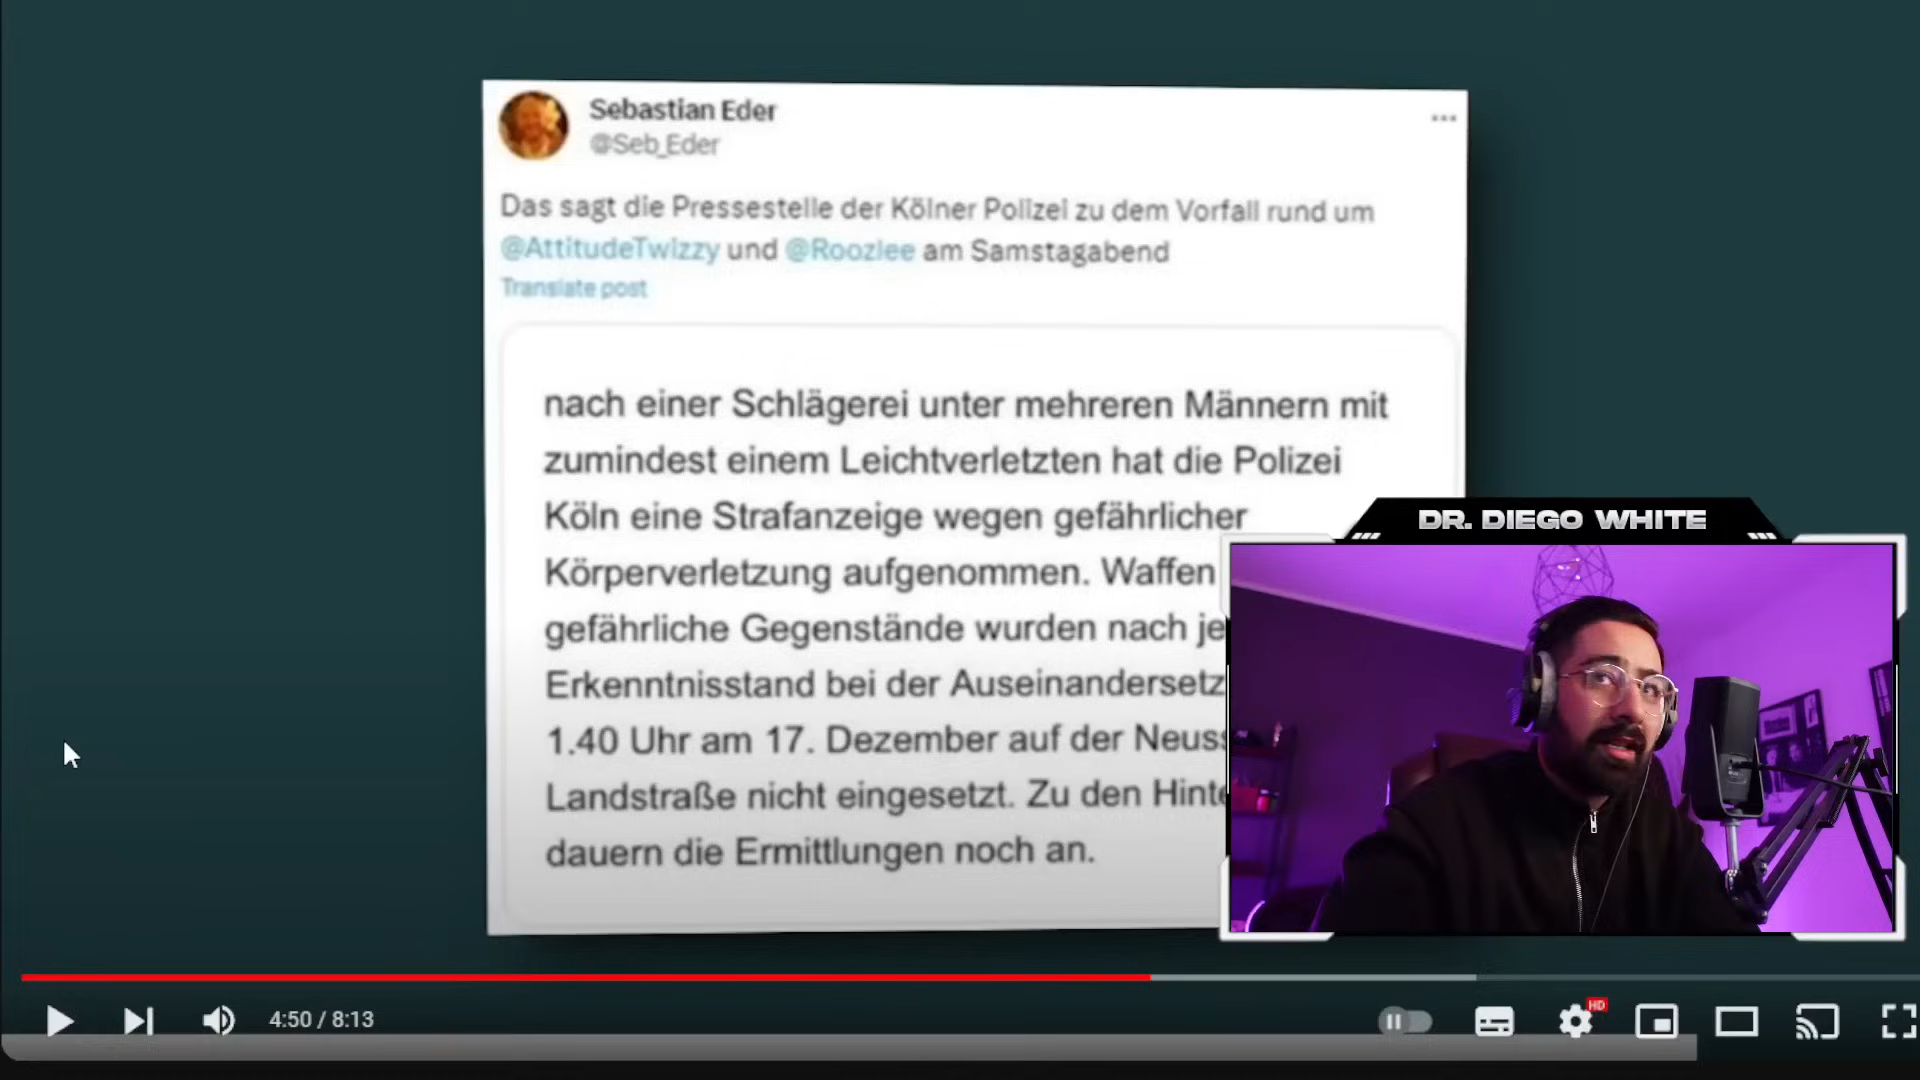 Sebastian Eder
@Seb_Eder
Das sagt die Pressestelle der Kölner Polizei zu dem Vorfall rund um
@AttitudeTwizzy und @Roozlee am Samstagabend
Translate post
nach einer Schlägerei unter mehreren Männern mit
zumindest einem Leichtverletzten hat die Polizei
Köln eine Strafanzeige wegen gefährlicher
Körperverletzung aufgenommen. Waffen
gefährliche Gegenstände wurden nach je
Erkenntnisstand bei der Auseinandersetz
1.40 Uhr am 17. Dezember auf der Neuss
Landstraße nicht eingesetzt. Zu den Hinte
dauern die Ermittlungen noch an.
DR. DIEGO WHITE
4:50 / 8:13
HD